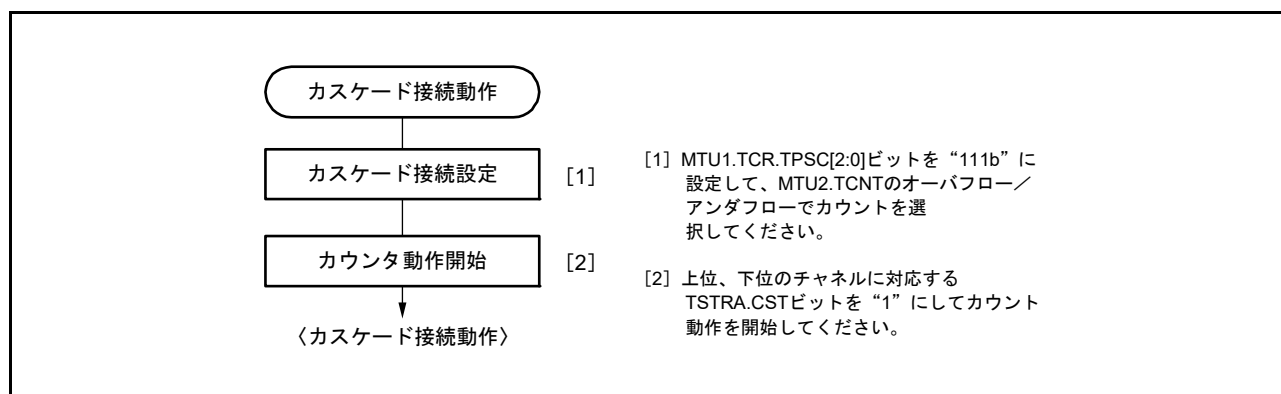 カスケード接続動作
カスケード接続設定
[1]
カウンタ動作開始
[2]
〈カスケード接続動作〉
[1] MTU1.TCR.TPSC[2:0]ビットを“111b”に
設定して、MTU2.TCNTのオーバフロー／
アンダフローでカウントを選
択してください。
[2] 上位、下位のチャネルに対応する
TSTRA.CSTビットを“1”にしてカウント
動作を開始してください。